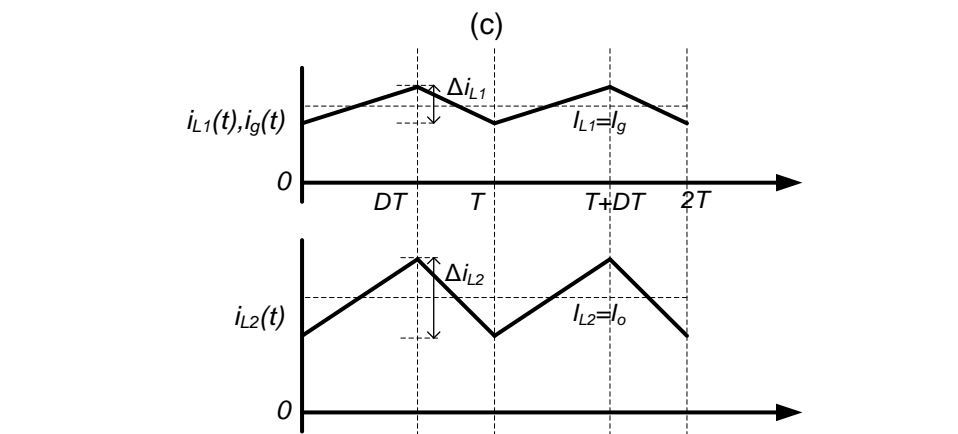 (c)
Δi_L1
i_L1(t),i_g(t)
I_L1=I_g
0
DT T T+DT 2T
Δi_L2
i_L2(t)
I_L2=I_o
0